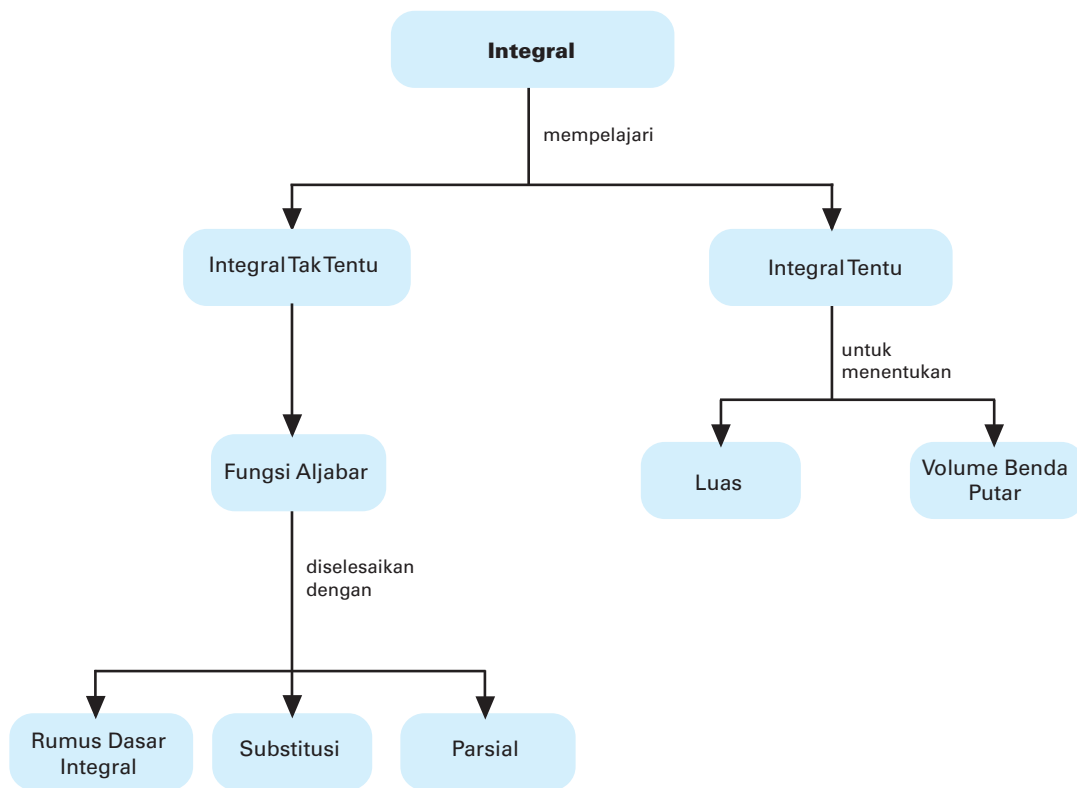 Integral
mempelajari
Integral Tak Tentu
Integral Tentu
untuk
menentukan
Fungsi Aljabar
Luas
Volume Benda
Putar
diselesaikan
dengan
Rumus Dasar
Integral
Substitusi
Parsial